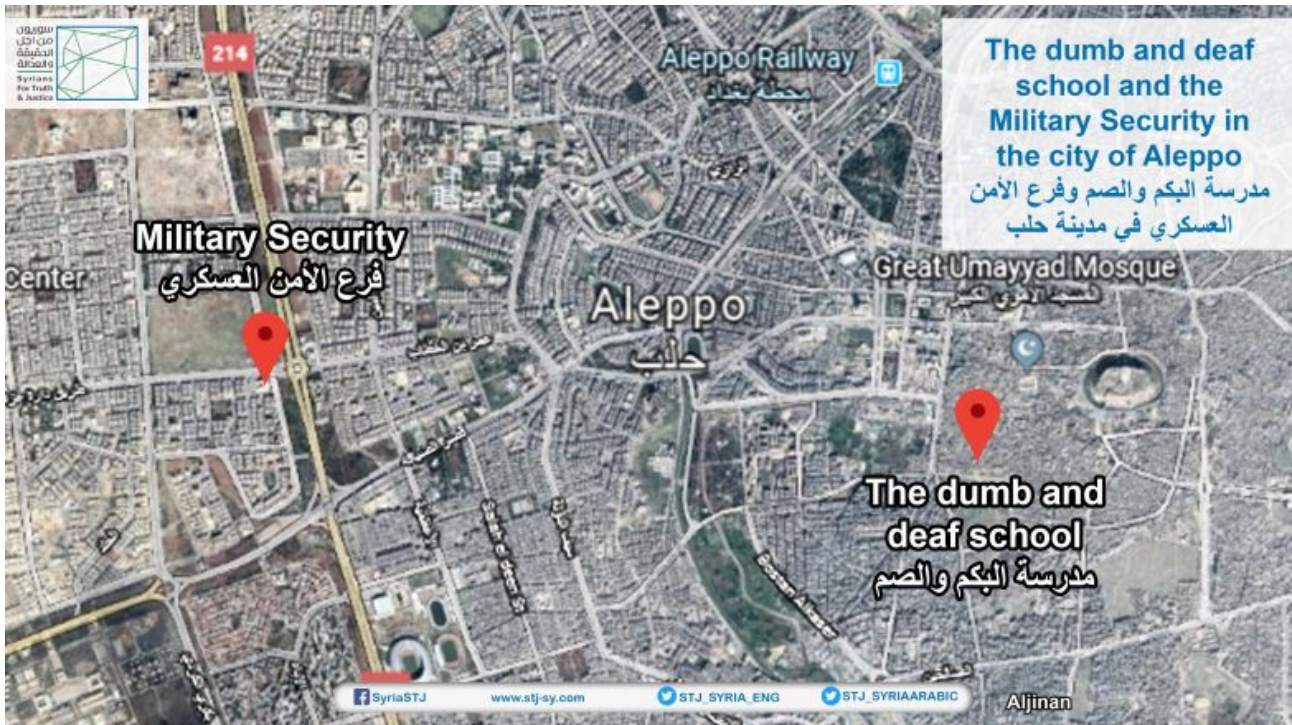 سوريون
من أجل
الحقيقة
والعدالة
Syrians
For Truth
& Justice
214
Aleppo Railway
محطة بغداد
The dumb and deaf
school and the
Military Security in
the city of Aleppo
مدرسة البكم والصم وفرع الأمن
العسكري في مدينة حلب
Military Security
فرع الأمن العسكري
Center
Great Umayyad Mosque
المسجد الأموي الكبير
Aleppo
حلب
The dumb and
deaf school
مدرسة البكم والصم
SyriaSTJ
www.stj-sy.com
STJ_SYRIA_ENG
STJ_SYRIAARABIC
Aljinan